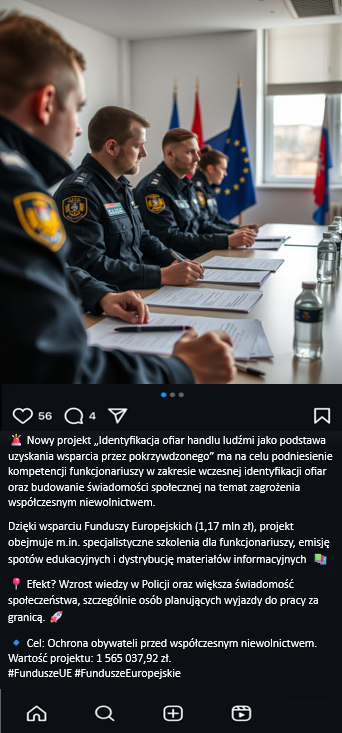 56 4
🚨 Nowy projekt „Identyfikacja ofiar handlu ludźmi jako podstawa
uzyskania wsparcia przez pokrzywdzonego” ma na celu podniesienie
kompetencji funkcjonariuszy w zakresie wczesnej identyfikacji ofiar
oraz budowanie świadomości społecznej na temat zagrożenia
współczesnym niewolnictwem.
Dzięki wsparciu Funduszy Europejskich (1,17 mln zł), projekt
obejmuje m.in. specjalistyczne szkolenia dla funkcjonariuszy, emisję
spotów edukacyjnych i dystrybucję materiałów informacyjnych 📚
📍 Efekt? Wzrost wiedzy w Policji oraz większa świadomość
społeczeństwa, szczególnie osób planujących wyjazdy do pracy za
granicą. 🚀
🔹 Cel: Ochrona obywateli przed współczesnym niewolnictwem.
Wartość projektu: 1 565 037,92 zł.
#FunduszeUE #FunduszeEuropejskie